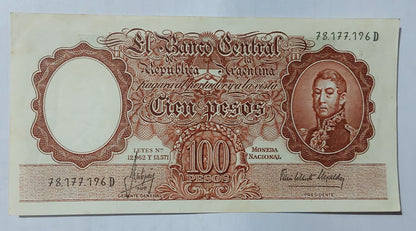 El Banco Central
78.177.196 D
de la
República Argentina
pagará al portador y a la vista
Cien pesos
LEYES Nos
12.962 Y 13.571
MONEDA
NACIONAL
100
PESOS
78.177.196 D
GERENTE GENERAL
PRESIDENTE